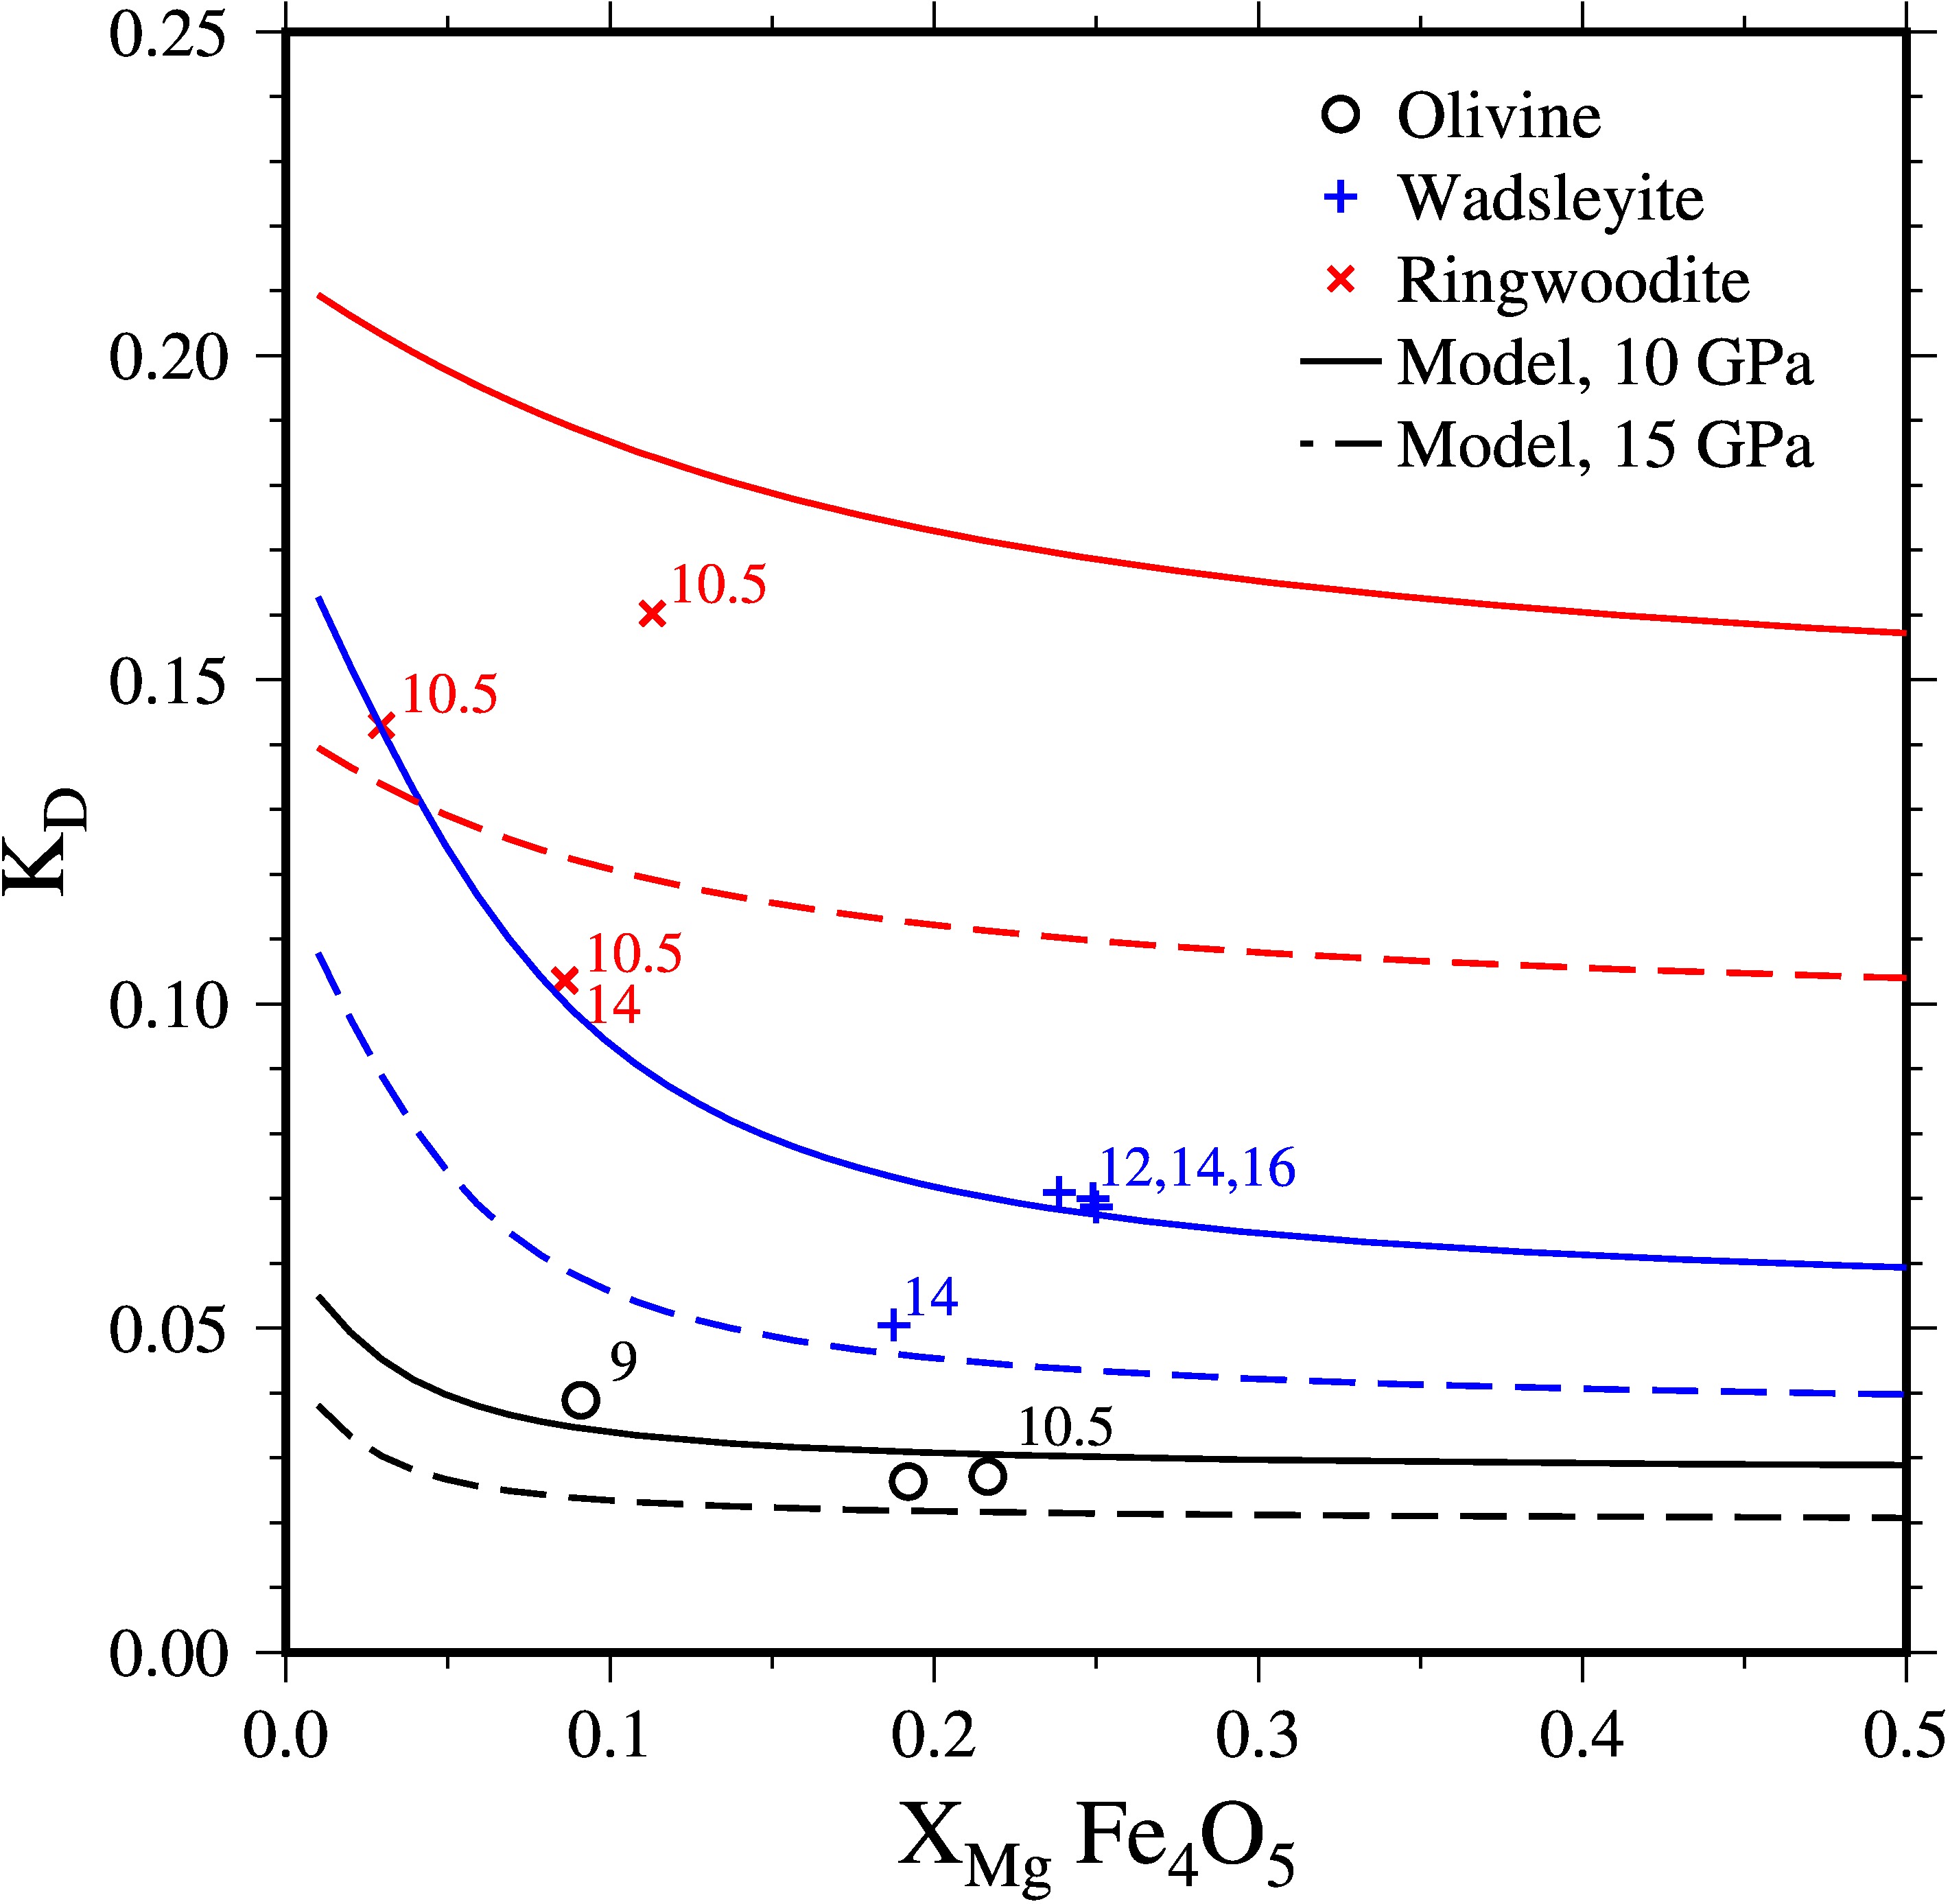 0.25
Olivine
Wadsleyite
Ringwoodite
0.20
Model, 10 GPa
Model, 15 GPa
10.5
0.15
10.5
K_D
10.5
0.10
14
12,14,16
14
0.05
9
10.5
0.00
0.0 0.1 0.2 0.3 0.4 0.5
X_Mg Fe₄O₅